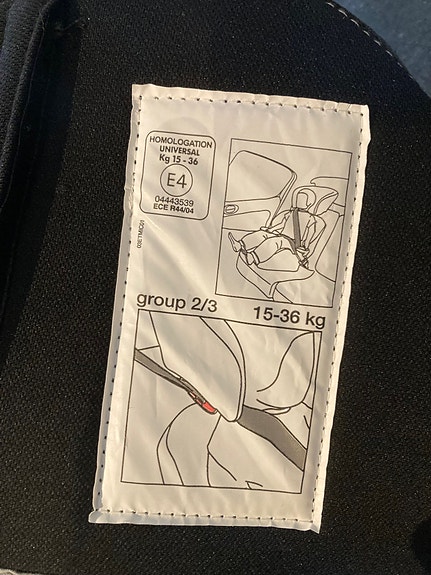 HOMOLOGATION
UNIVERSAL
Kg 15 - 36
E4
04443539
ECE R44/04
group 2/3 15-36 kg